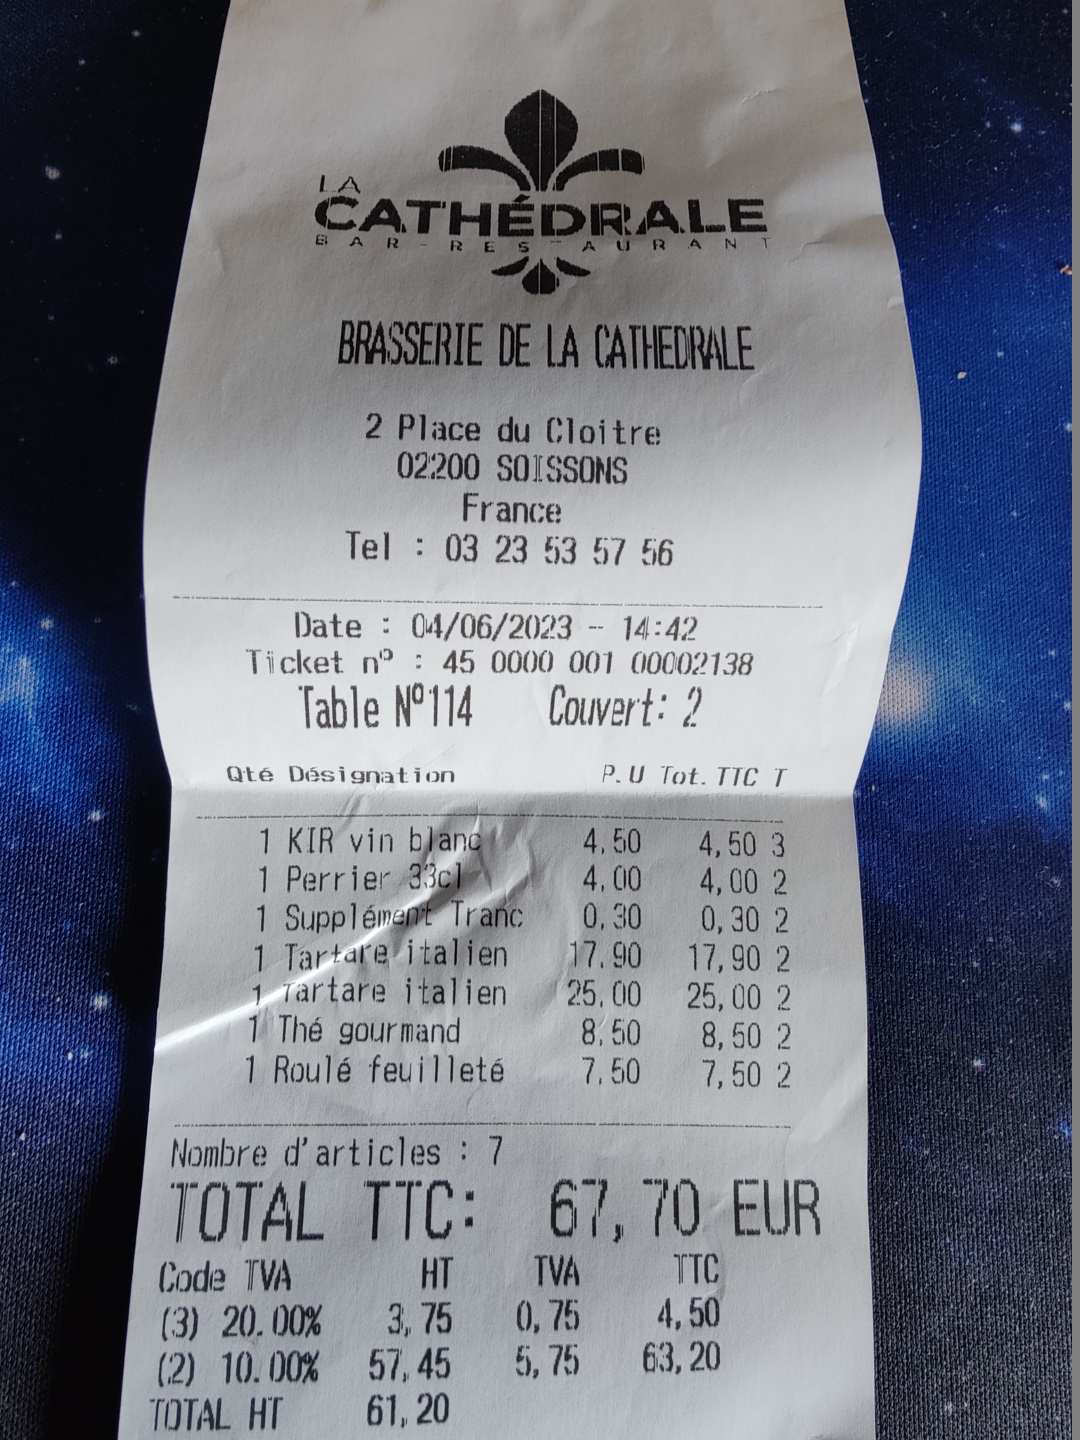 LA
CATHÉDRALE
BAR-RESTAURANT
BRASSERIE DE LA CATHEDRALE
2 Place du Cloitre
02200 SOISSONS
France
Tel : 03 23 53 57 56
Date : 04/06/2023 - 14:42
Ticket nº : 45 0000 001 00002138
Table Nº114 Couvert: 2
Qté Désignation P.U Tot. TTC T
1 KIR vin blanc 4,50 4,50 3
1 Perrier 33cl 4,00 4,00 2
1 Supplément Tranc 0,30 0,30 2
1 Tartare italien 17,90 17,90 2
1 Tartare italien 25,00 25,00 2
1 Thé gourmand 8,50 8,50 2
1 Roulé feuilleté 7,50 7,50 2
Nombre d'articles : 7
TOTAL TTC: 67,70 EUR
Code TVA HT TVA TTC
(3) 20.00% 3,75 0,75 4,50
(2) 10.00% 57,45 5,75 63,20
TOTAL HT 61,20